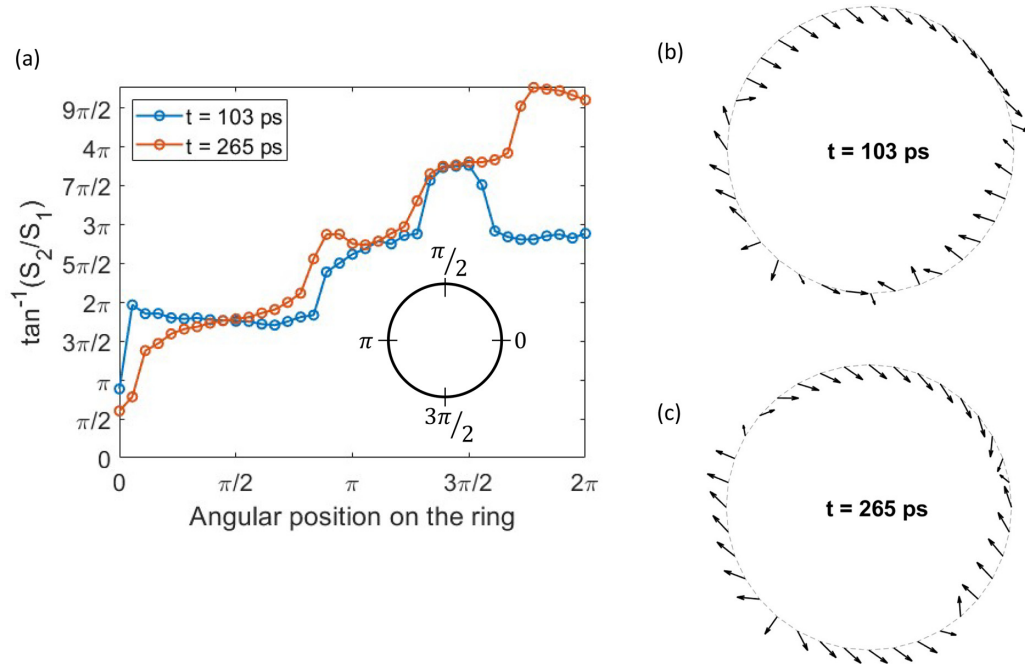 (a)
tan⁻¹(S₂/S₁)
9π/2
4π
7π/2
3π
5π/2
2π
3π/2
π
π/2
0
t = 103 ps
t = 265 ps
π/2
π
0
3π/2
0
π/2
π
3π/2
2π
Angular position on the ring
(b)
t = 103 ps
(c)
t = 265 ps